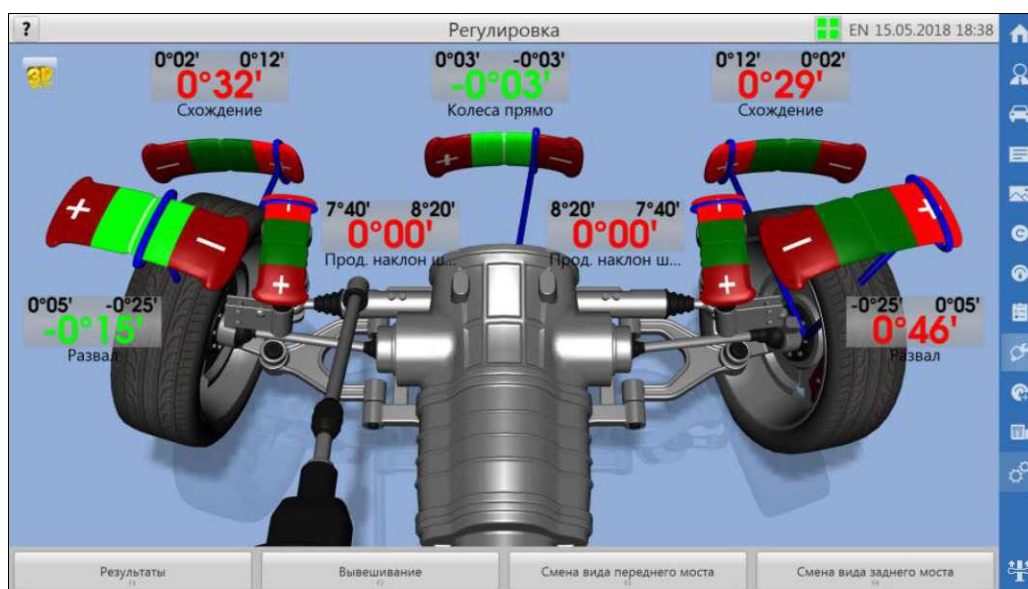 ? Регулировка EN 15.05.2018 18:38
0°02' 0°12'
0°32'
Схождение
0°03' -0°03'
-0°03'
Колеса прямо
0°12' 0°02'
0°29'
Схождение
7°40' 8°20'
0°00'
Прод. наклон ш...
8°20' 7°40'
0°00'
Прод. наклон ш...
0°05' -0°25'
-0°15'
Развал
-0°25' 0°05'
0°46'
Развал
Результаты
Вывешивание
Смена вида переднего моста
Смена вида заднего моста